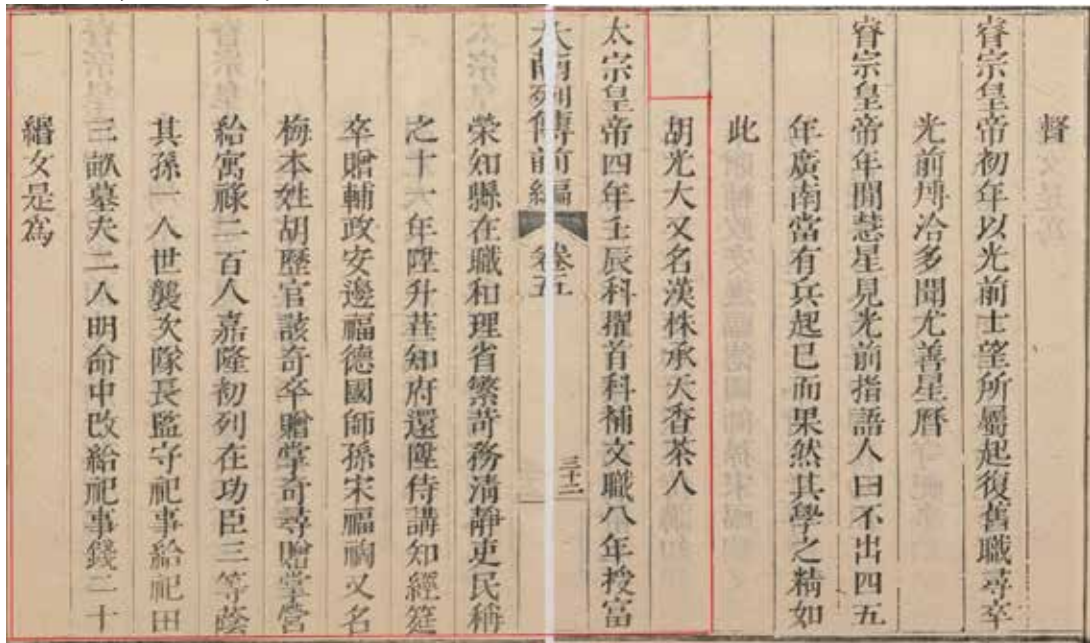 督
睿宗皇帝初年以光前士望所屬起復舊職尋卒
光前博洽多聞尤善星曆
睿宗皇帝年閒彗星見光前指語人曰不出四五
年廣南當有兵起已而果然其學之精如
此
胡光大又名漢株承天香茶人
太宗皇帝四年壬辰科擢首科補文職八年授富
大南列傳前編 卷五 三十二
榮知縣在職和理省繁苛務淸靜吏民稱
之十一年陞升華知府還陞侍講知經筵
卒贈輔政安邊福德國師孫宋福禍又名
梅本姓胡歷官該奇卒贈掌奇尋贈掌營
給寓祿二百人嘉隆初列在功臣三等蔭
其孫一人世襲次隊長監守祀事給祀田
三畝墓夫二人明命中改給祀事錢二十
緡女是爲